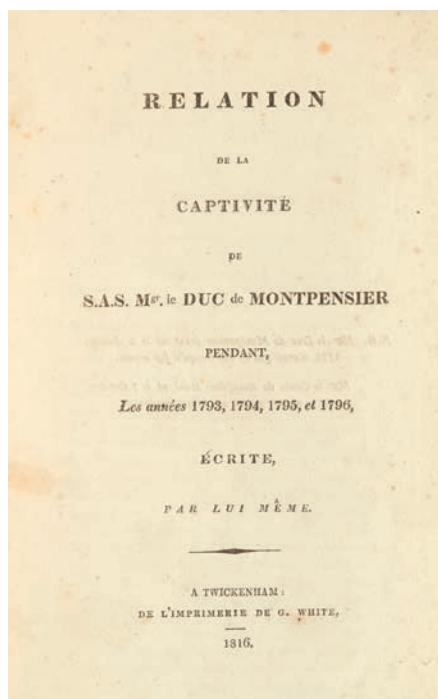 RELATION
DE LA
CAPTIVITÉ
DE
S.A.S. Mgr. le DUC de MONTPENSIER
PENDANT,
Les années 1793, 1794, 1795, et 1796,
ÉCRITE,
PAR LUI MÊME.
A TWICKENHAM:
DE L'IMPRIMERIE DE G. WHITE,
1816.